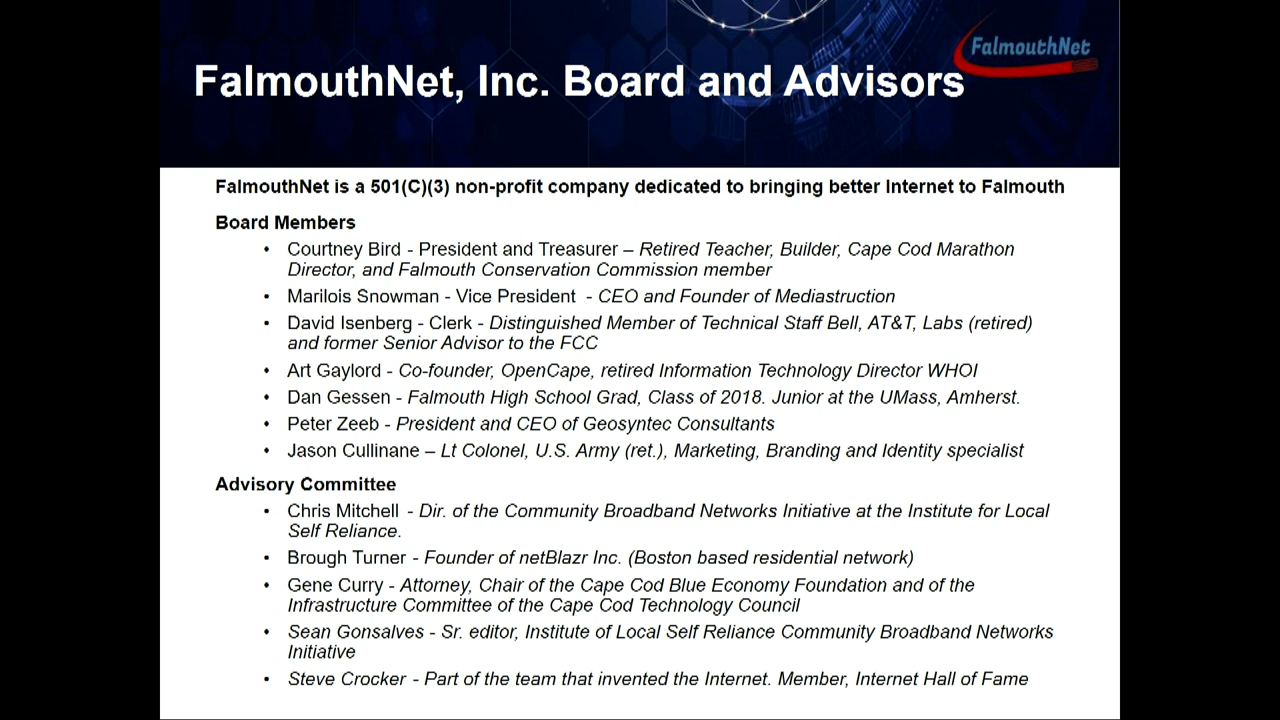 FalmouthNet
FalmouthNet, Inc. Board and Advisors
FalmouthNet is a 501(C)(3) non-profit company dedicated to bringing better Internet to Falmouth
Board Members
• Courtney Bird - President and Treasurer – Retired Teacher, Builder, Cape Cod Marathon
Director, and Falmouth Conservation Commission member
• Marilois Snowman - Vice President - CEO and Founder of Mediastruction
• David Isenberg - Clerk - Distinguished Member of Technical Staff Bell, AT&T, Labs (retired)
and former Senior Advisor to the FCC
• Art Gaylord - Co-founder, OpenCape, retired Information Technology Director WHOI
• Dan Gessen - Falmouth High School Grad, Class of 2018. Junior at the UMass, Amherst.
• Peter Zeeb - President and CEO of Geosyntec Consultants
• Jason Cullinane – Lt Colonel, U.S. Army (ret.), Marketing, Branding and Identity specialist
Advisory Committee
• Chris Mitchell - Dir. of the Community Broadband Networks Initiative at the Institute for Local
Self Reliance.
• Brough Turner - Founder of netBlazr Inc. (Boston based residential network)
• Gene Curry - Attorney, Chair of the Cape Cod Blue Economy Foundation and of the
Infrastructure Committee of the Cape Cod Technology Council
• Sean Gonsalves - Sr. editor, Institute of Local Self Reliance Community Broadband Networks
Initiative
• Steve Crocker - Part of the team that invented the Internet. Member, Internet Hall of Fame